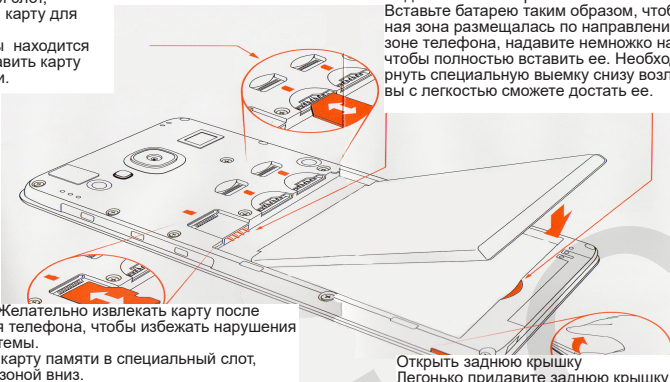 слот,
карту для
находится
авить карту
и.
Вставьте батарею таким образом, чтоб
ная зона размещалась по направлени
зоне телефона, надавите немножко на
чтобы полностью вставить ее. Необход
рнуть специальную выемку снизу возл
вы с легкостью сможете достать ее.
Желательно извлекать карту после
я телефона, чтобы избежать нарушения
темы.
карту памяти в специальный слот,
зоной вниз.
Открыть заднюю крышку
Легонько придавите заднюю крышку